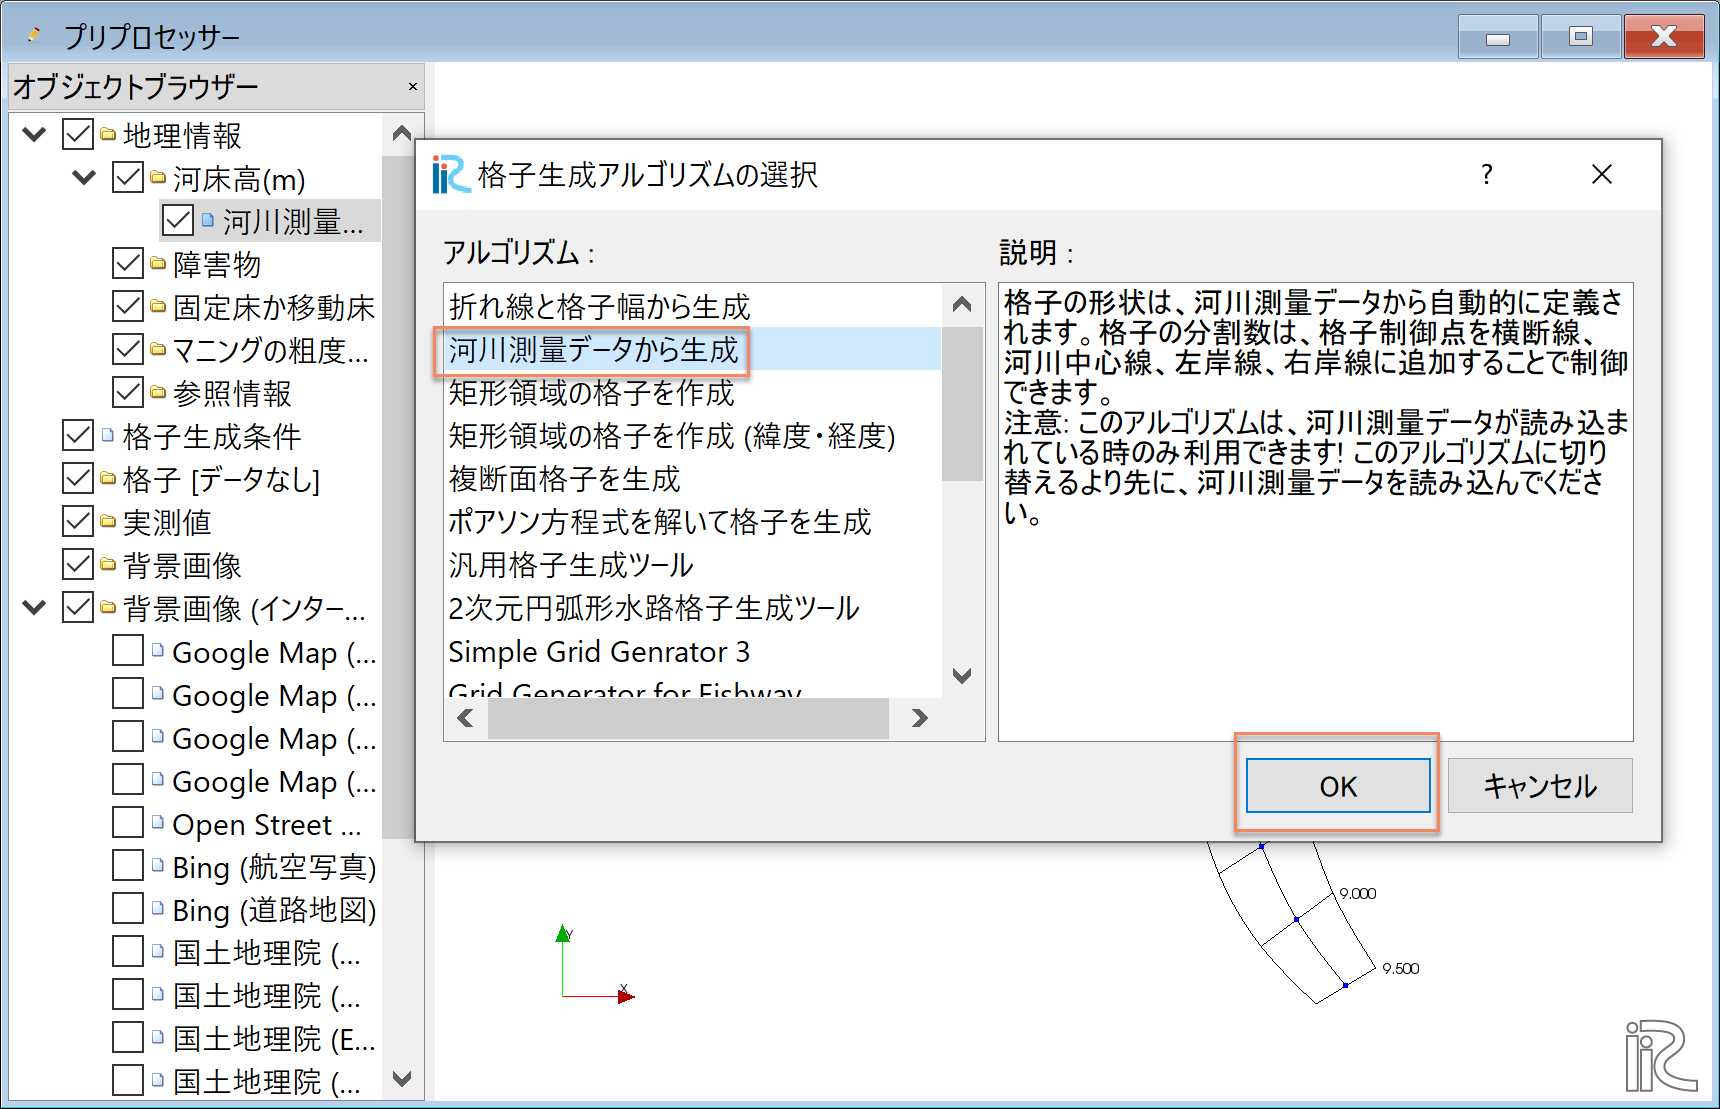 プリプロセッサー
オブジェクトブラウザー
地理情報
河床高(m)
河川測量...
障害物
固定床か移動床
マニングの粗度...
参照情報
格子生成条件
格子 [データなし]
実測値
背景画像
背景画像 (インター...
Google Map (...
Google Map (...
Google Map (...
Google Map (...
Open Street ...
Bing (航空写真)
Bing (道路地図)
国土地理院 (...
国土地理院 (...
国土地理院 (E...
国土地理院 (...
iRIC 格子生成アルゴリズムの選択
?
アルゴリズム :
折れ線と格子幅から生成
河川測量データから生成
矩形領域の格子を作成
矩形領域の格子を作成 (緯度・経度)
複断面格子を生成
ポアソン方程式を解いて格子を生成
汎用格子生成ツール
2次元円弧形水路格子生成ツール
Simple Grid Genrator 3
Grid Generator for Fishway
説明 :
格子の形状は、河川測量データから自動的に定義さ
れます。格子の分割数は、格子制御点を横断線、
河川中心線、左岸線、右岸線に追加することで制御
できます。
注意: このアルゴリズムは、河川測量データが読み込ま
れている時のみ利用できます! このアルゴリズムに切り
替えるより先に、河川測量データを読み込んでくださ
い。
OK
キャンセル
9.000
9.500
Y
X
iRIC